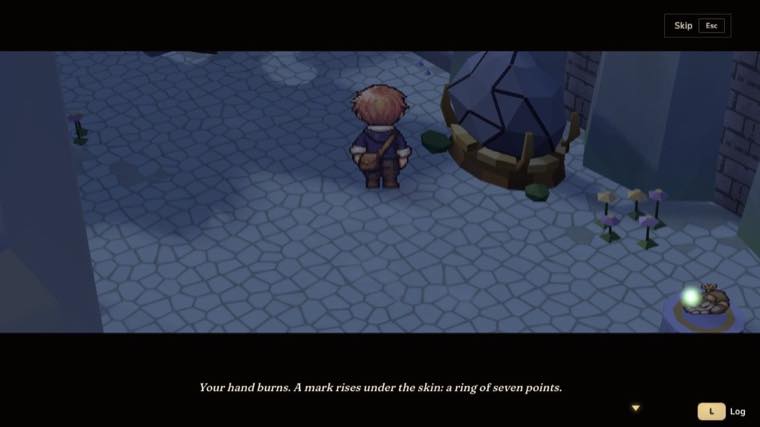 Skip Esc
Your hand burns. A mark rises under the skin: a ring of seven points.
L Log